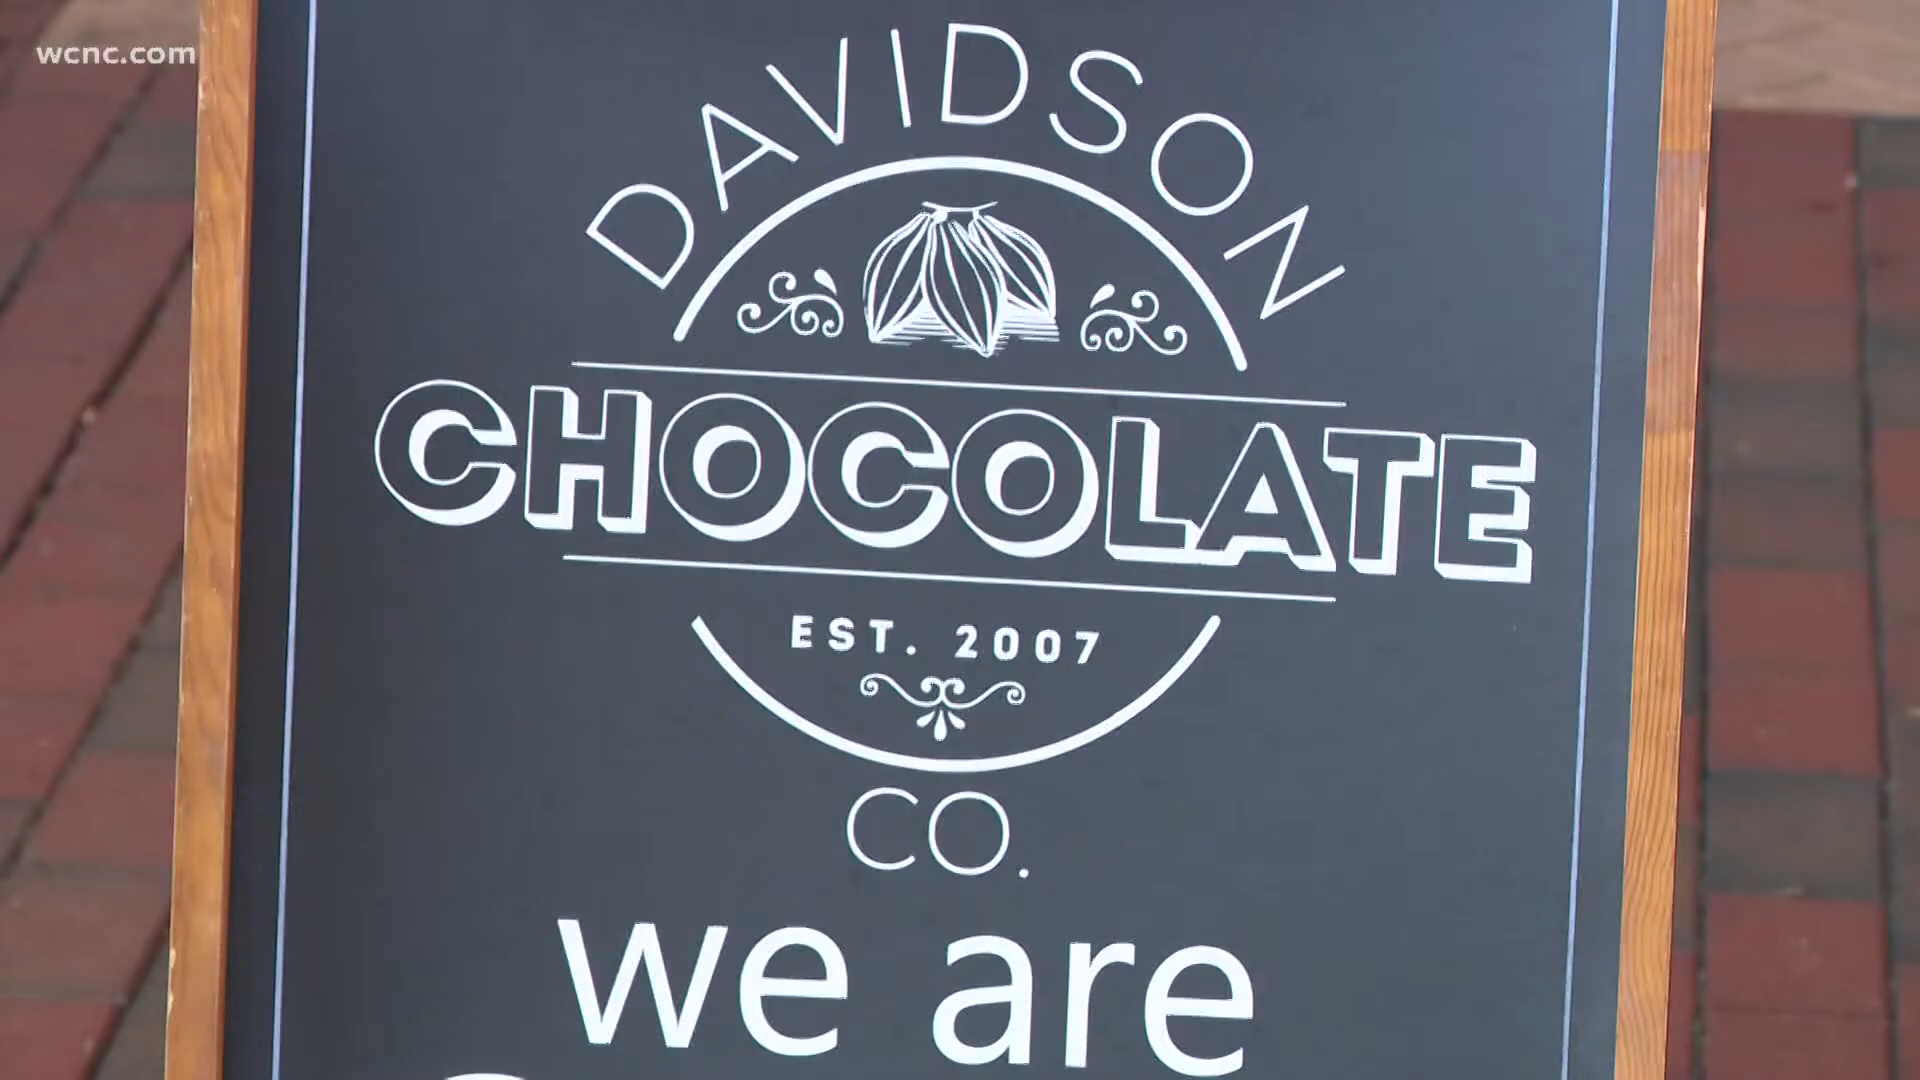 wcnc.com
DAVIDSON
CHOCOLATE
EST. 2007
CO.
we are